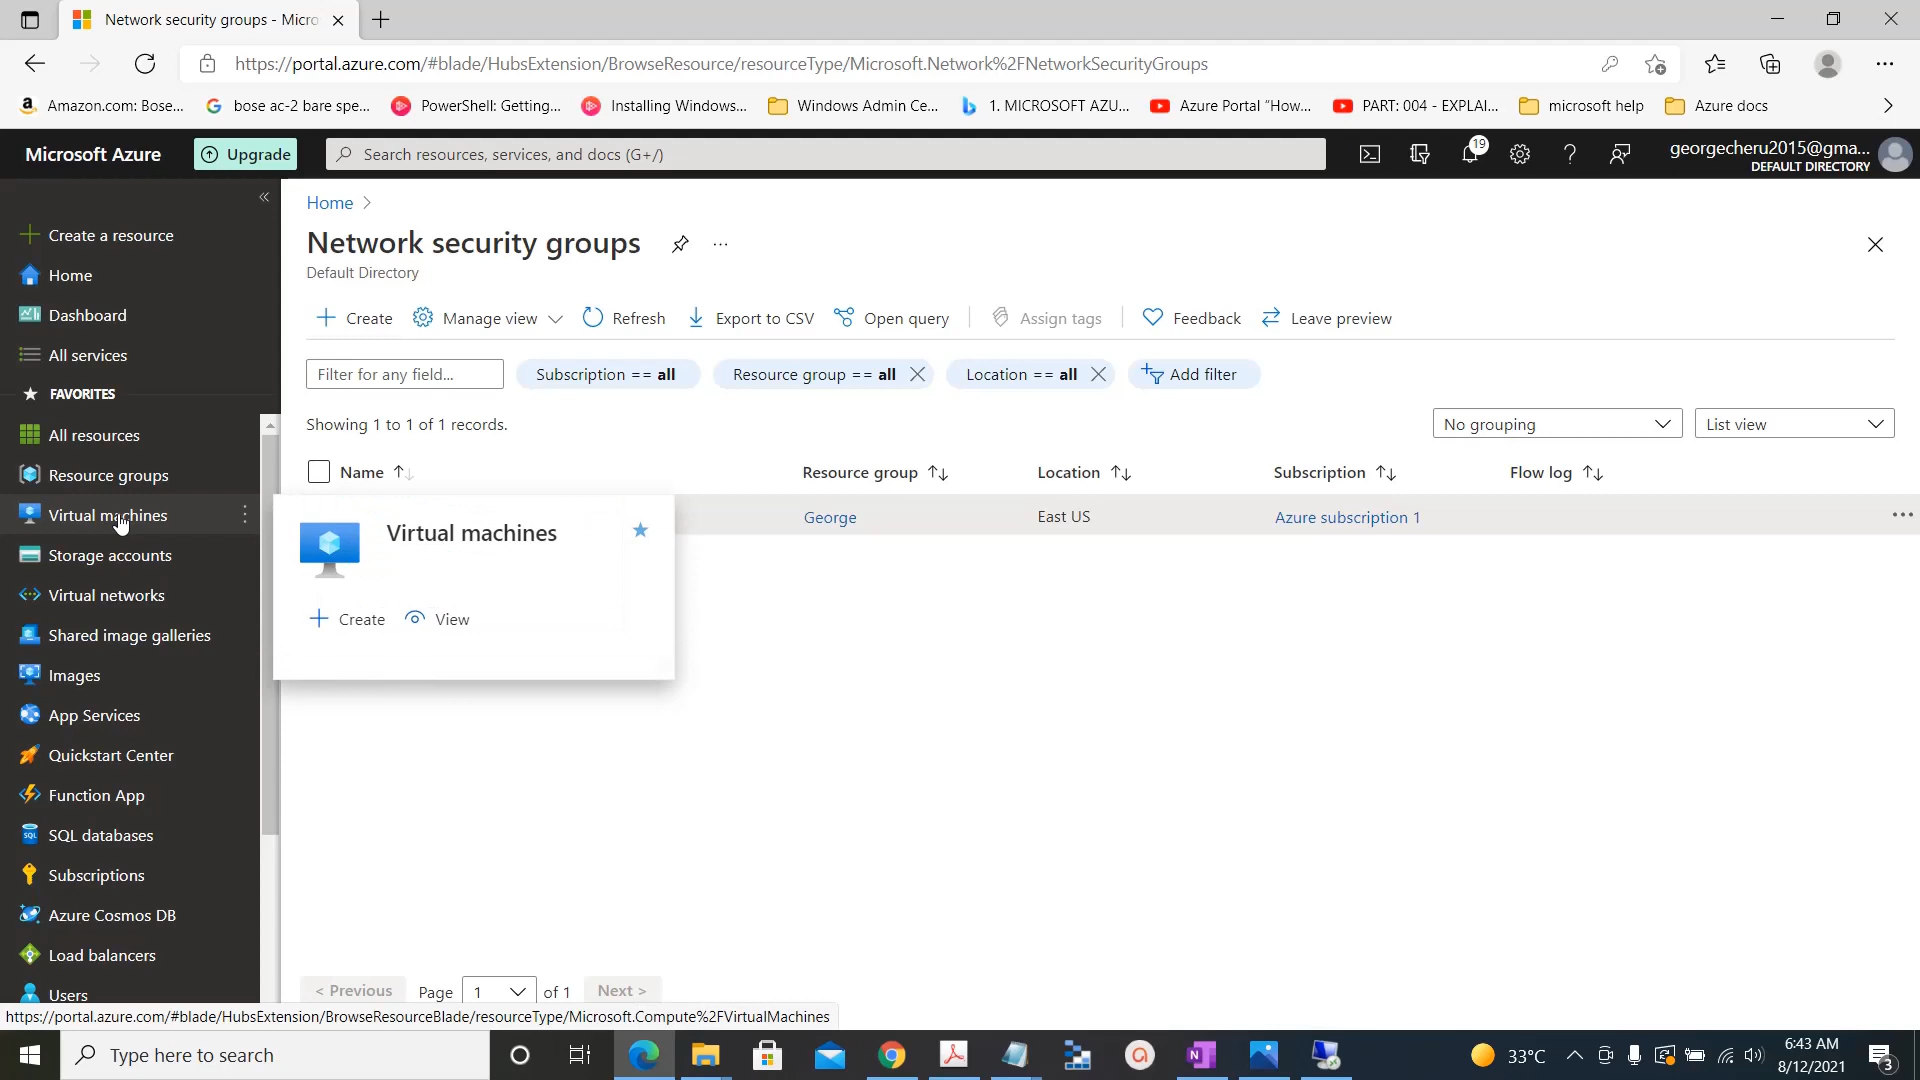 Network security groups - Micro
https://portal.azure.com/#blade/HubsExtension/BrowseResource/resourceType/Microsoft.Network%2FNetworkSecurityGroups
Amazon.com: Bose...
bose ac-2 bare spe...
PowerShell: Getting...
Installing Windows...
Windows Admin Ce...
1. MICROSOFT AZU...
Azure Portal “How...
PART: 004 - EXPLAI...
microsoft help
Azure docs
Microsoft Azure
Upgrade
Search resources, services, and docs (G+/)
19
georgecheru2015@gma...
DEFAULT DIRECTORY
Create a resource
Home
Dashboard
All services
FAVORITES
All resources
Resource groups
Virtual machines
Storage accounts
Virtual networks
Shared image galleries
Images
App Services
Quickstart Center
Function App
SQL databases
Subscriptions
Azure Cosmos DB
Load balancers
Users
Home >
Network security groups
Default Directory
Create
Manage view
Refresh
Export to CSV
Open query
Assign tags
Feedback
Leave preview
Filter for any field...
Subscription == all
Resource group == all
Location == all
Add filter
Showing 1 to 1 of 1 records.
No grouping
List view
Name
Resource group
Location
Subscription
Flow log
George
East US
Azure subscription 1
Virtual machines
Create
View
< Previous
Page 1 of 1
Next >
https://portal.azure.com/#blade/HubsExtension/BrowseResourceBlade/resourceType/Microsoft.Compute%2FVirtualMachines
Type here to search
33°C
6:43 AM
8/12/2021
3